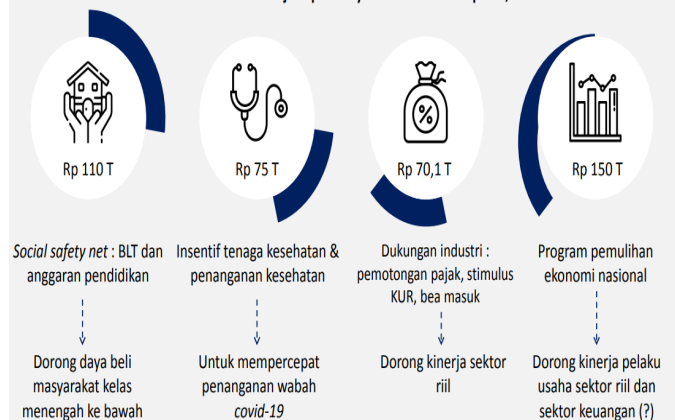 Rp 110 T
Rp 75 T
Rp 70,1 T
Rp 150 T
Social safety net : BLT dan
anggaran pendidikan
Insentif tenaga kesehatan &
penanganan kesehatan
Dukungan industri :
pemotongan pajak, stimulus
KUR, bea masuk
Program pemulihan
ekonomi nasional
Dorong daya beli
masyarakat kelas
menengah ke bawah
Untuk mempercepat
penanganan wabah
covid-19
Dorong kinerja sektor
riil
Dorong kinerja pelaku
usaha sektor riil dan
sektor keuangan (?)